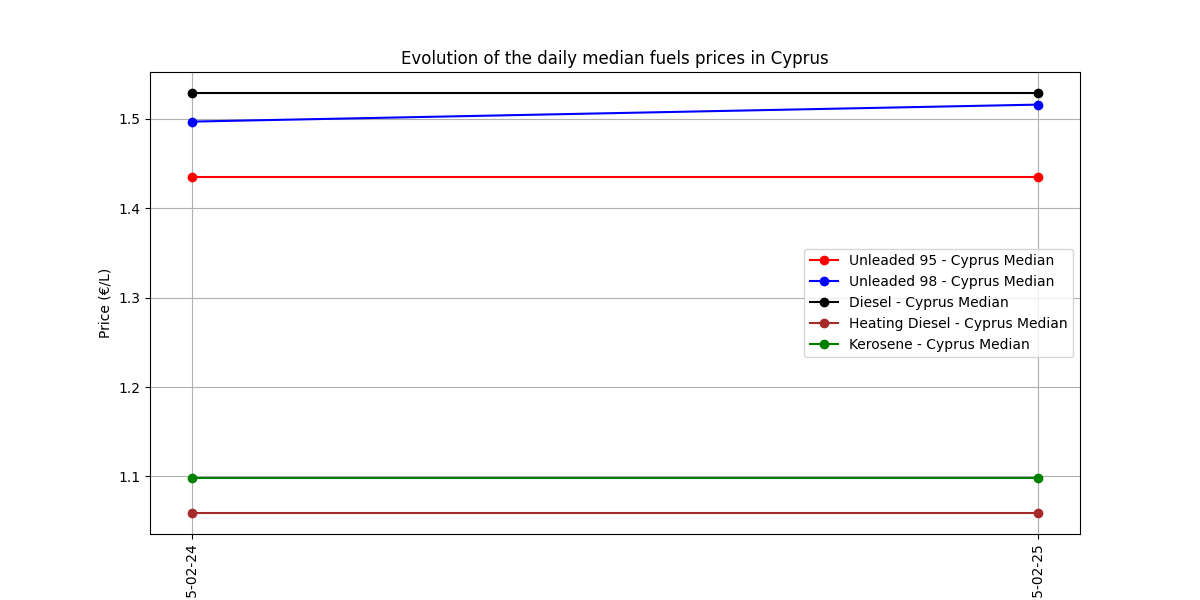 Evolution of the daily median fuels prices in Cyprus
Price (€/L)
1.5
1.4
1.3
1.2
1.1
Unleaded 95 - Cyprus Median
Unleaded 98 - Cyprus Median
Diesel - Cyprus Median
Heating Diesel - Cyprus Median
Kerosene - Cyprus Median
5-02-24
5-02-25